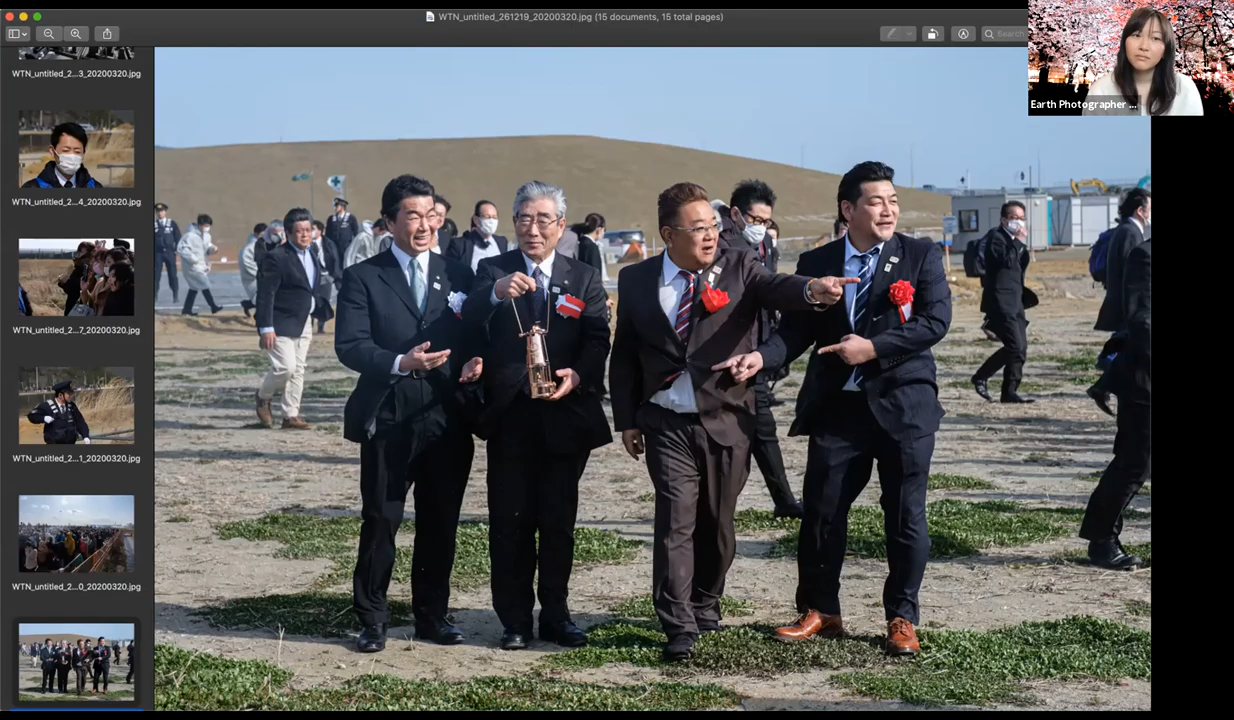 WTN_untitled_261219_20200320.jpg (15 documents, 15 total pages)
Search
Earth Photographer ...
WTN_untitled_2...3_20200320.jpg
WTN_untitled_2...4_20200320.jpg
WTN_untitled_2...7_20200320.jpg
WTN_untitled_2...1_20200320.jpg
WTN_untitled_2...0_20200320.jpg